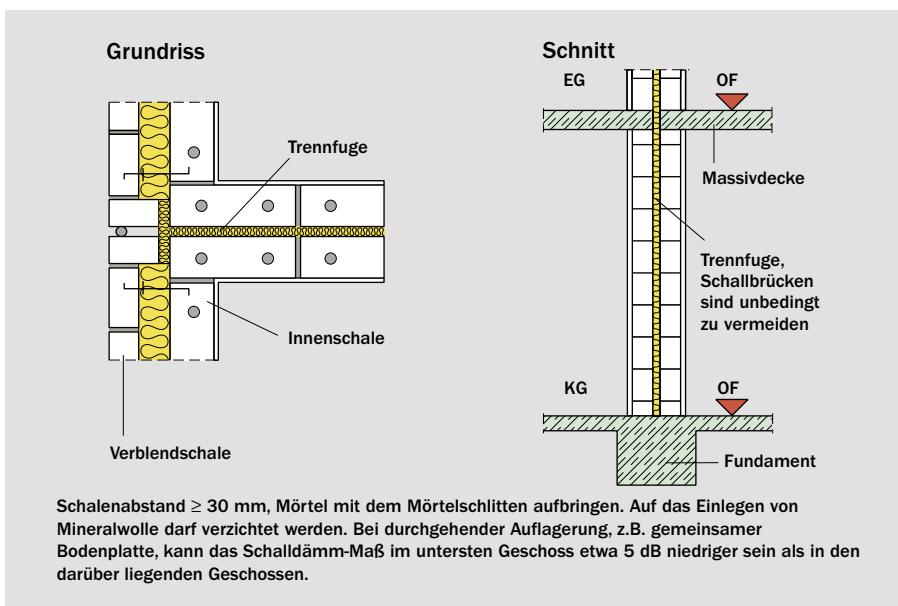 Grundriss
Trennfuge
Innenschale
Verblendschale
Schnitt
EG
OF
Massivdecke
Trennfuge,
Schallbrücken
sind unbedingt
zu vermeiden
KG
OF
Fundament
Schalenabstand ≥ 30 mm, Mörtel mit dem Mörtelschlitten aufbringen. Auf das Einlegen von
Mineralwolle darf verzichtet werden. Bei durchgehender Auflagerung, z.B. gemeinsamer
Bodenplatte, kann das Schalldämm-Maß im untersten Geschoss etwa 5 dB niedriger sein als in den
darüber liegenden Geschossen.